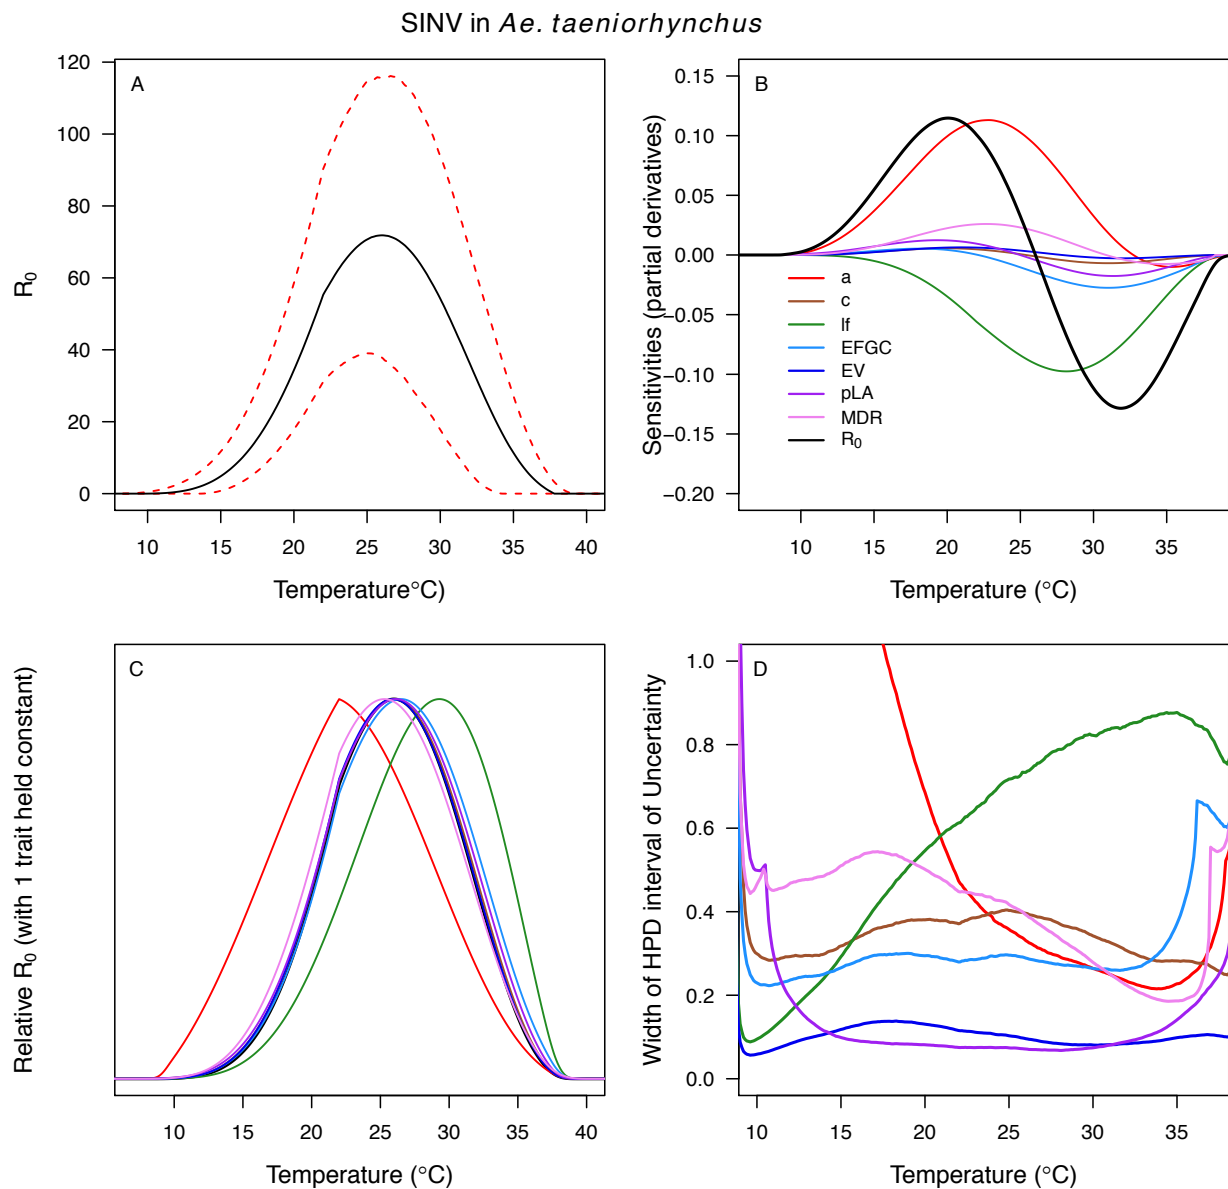 SINV in Ae. taeniorhynchus
A
120
100
80
60
40
20
0
R0
10 15 20 25 30 35 40
Temperature°C)
B
0.15
0.10
0.05
0.00
−0.05
−0.10
−0.15
−0.20
Sensitivities (partial derivatives)
a
c
lf
EFGC
EV
pLA
MDR
R0
10 15 20 25 30 35
Temperature (°C)
C
Relative R0 (with 1 trait held constant)
10 15 20 25 30 35 40
Temperature (°C)
D
1.0
0.8
0.6
0.4
0.2
0.0
Width of HPD interval of Uncertainty
10 15 20 25 30 35
Temperature (°C)